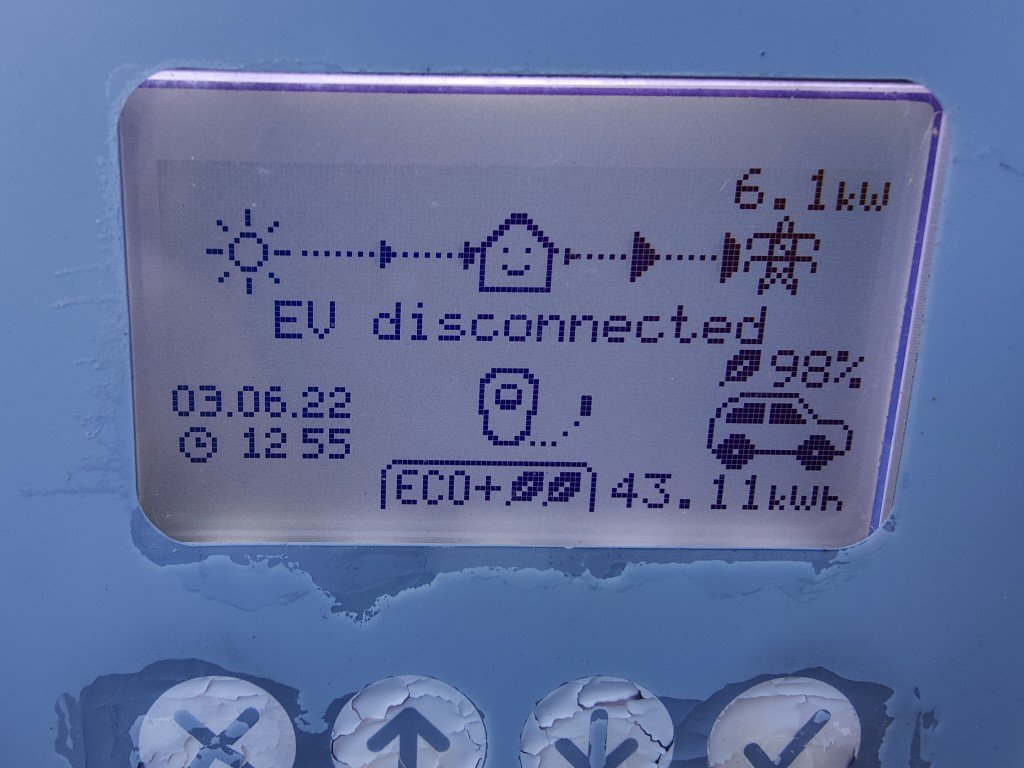 6.1kW
EV disconnected
98%
03.06.22
12 55
ECO+
43.11kWh